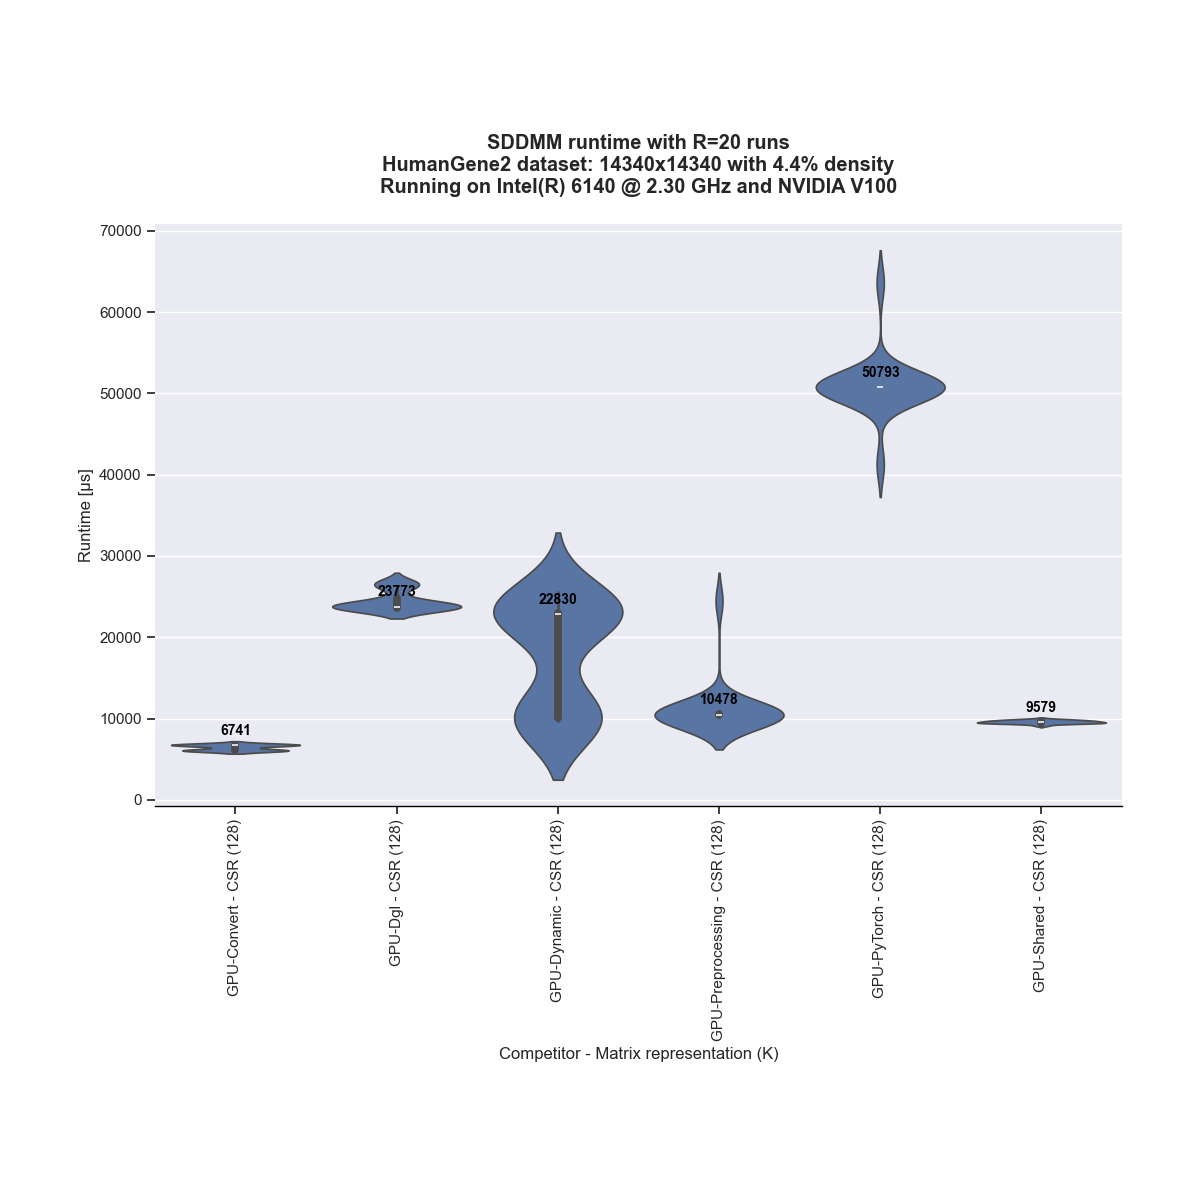 SDDMM runtime with R=20 runs
HumanGene2 dataset: 14340x14340 with 4.4% density
Running on Intel(R) 6140 @ 2.30 GHz and NVIDIA V100
Runtime [µs]
70000
60000
50000
40000
30000
20000
10000
0
6741
23773
22830
10478
50793
9579
GPU-Convert - CSR (128)
GPU-Dgl - CSR (128)
GPU-Dynamic - CSR (128)
GPU-Preprocessing - CSR (128)
GPU-PyTorch - CSR (128)
GPU-Shared - CSR (128)
Competitor - Matrix representation (K)